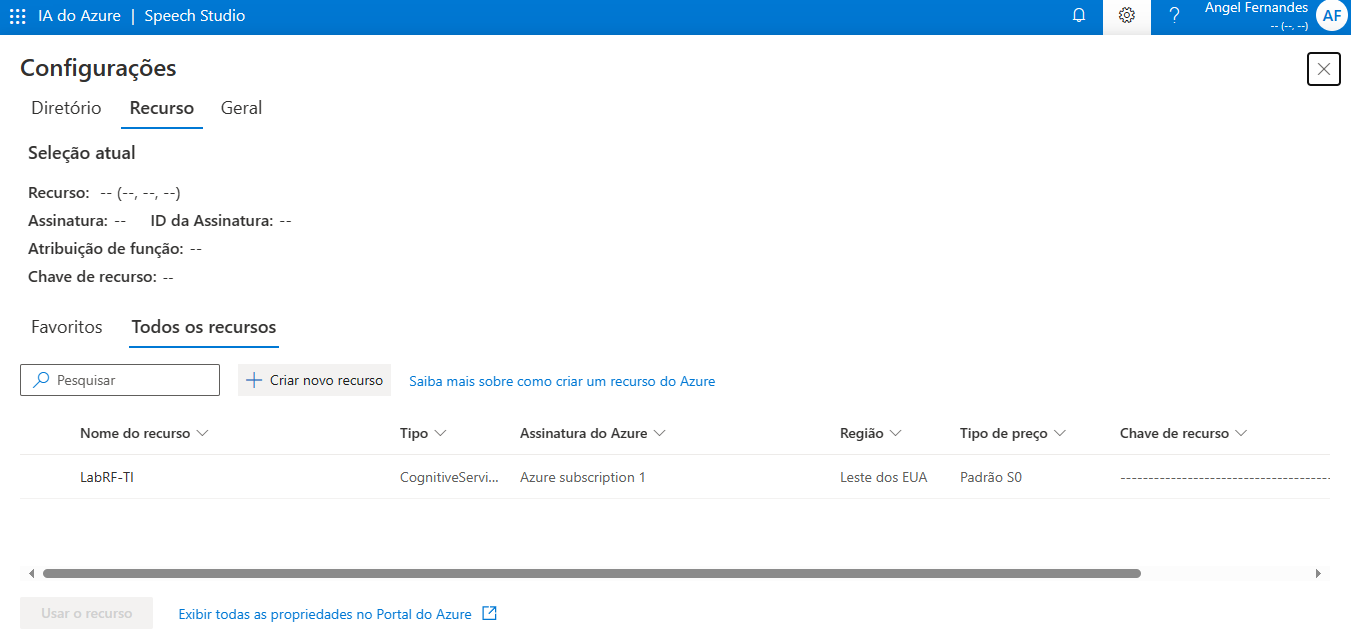 IA do Azure | Speech Studio
?
Angel Fernandes
-- (--, --)
AF
Configurações
Diretório Recurso Geral
Seleção atual
Recurso: -- (--, --, --)
Assinatura: -- ID da Assinatura: --
Atribuição de função: --
Chave de recurso: --
Favoritos Todos os recursos
Pesquisar + Criar novo recurso Saiba mais sobre como criar um recurso do Azure
Nome do recurso Tipo Assinatura do Azure Região Tipo de preço Chave de recurso
LabRF-TI CognitiveServi... Azure subscription 1 Leste dos EUA Padrão S0 --------------------------------------
Usar o recurso Exibir todas as propriedades no Portal do Azure